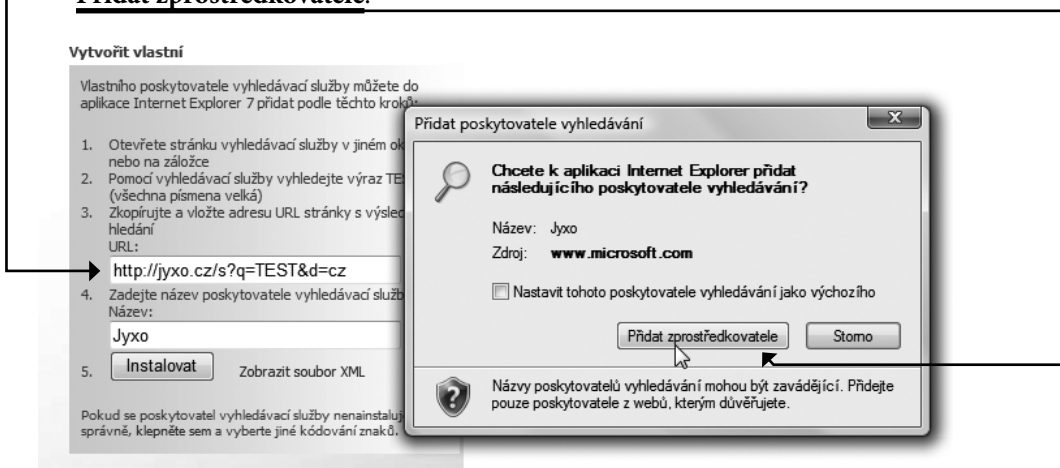 Přidat zprostředkovatele.
Vytvořit vlastní
Vlastního poskytovatele vyhledávací služby můžete do
aplikace Internet Explorer 7 přidat podle těchto kroků:
1. Otevřete stránku vyhledávací služby v jiném ok
nebo na záložce
2. Pomocí vyhledávací služby vyhledejte výraz TES
(všechna písmena velká)
3. Zkopírujte a vložte adresu URL stránky s výsled
hledání
URL:
http://jyxo.cz/s?q=TEST&d=cz
4. Zadejte název poskytovatele vyhledávací služb
Název:
Jyxo
5. Instalovat Zobrazit soubor XML
Pokud se poskytovatel vyhledávací služby nenainstaluj
správně, klepněte sem a vyberte jiné kódování znaků.
Přidat poskytovatele vyhledávání
X
Chcete k aplikaci Internet Explorer přidat
následujícího poskytovatele vyhledávání?
Název: Jyxo
Zdroj: www.microsoft.com
Nastavit tohoto poskytovatele vyhledávání jako výchozího
Přidat zprostředkovatele Storno
Názvy poskytovatelů vyhledávání mohou být zavádějící. Přidejte
pouze poskytovatele z webů, kterým důvěřujete.